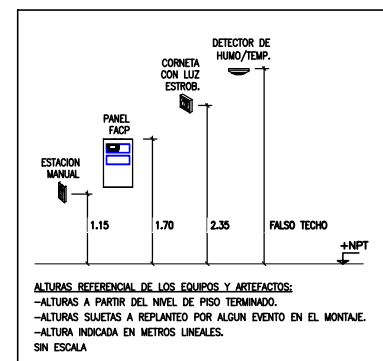 DETECTOR DE
HUMO/TEMP.
CORNETA
CON LUZ
ESTROB.
PANEL
FACP
ESTACION
MANUAL
1.15
1.70
2.35
FALSO TECHO
+NPT
ALTURAS REFERENCIAL DE LOS EQUIPOS Y ARTEFACTOS:
-ALTURAS A PARTIR DEL NIVEL DE PISO TERMINADO.
-ALTURAS SUJETAS A REPLANTEO POR ALGUN EVENTO EN EL MONTAJE.
-ALTURA INDICADA EN METROS LINEALES.
SIN ESCALA